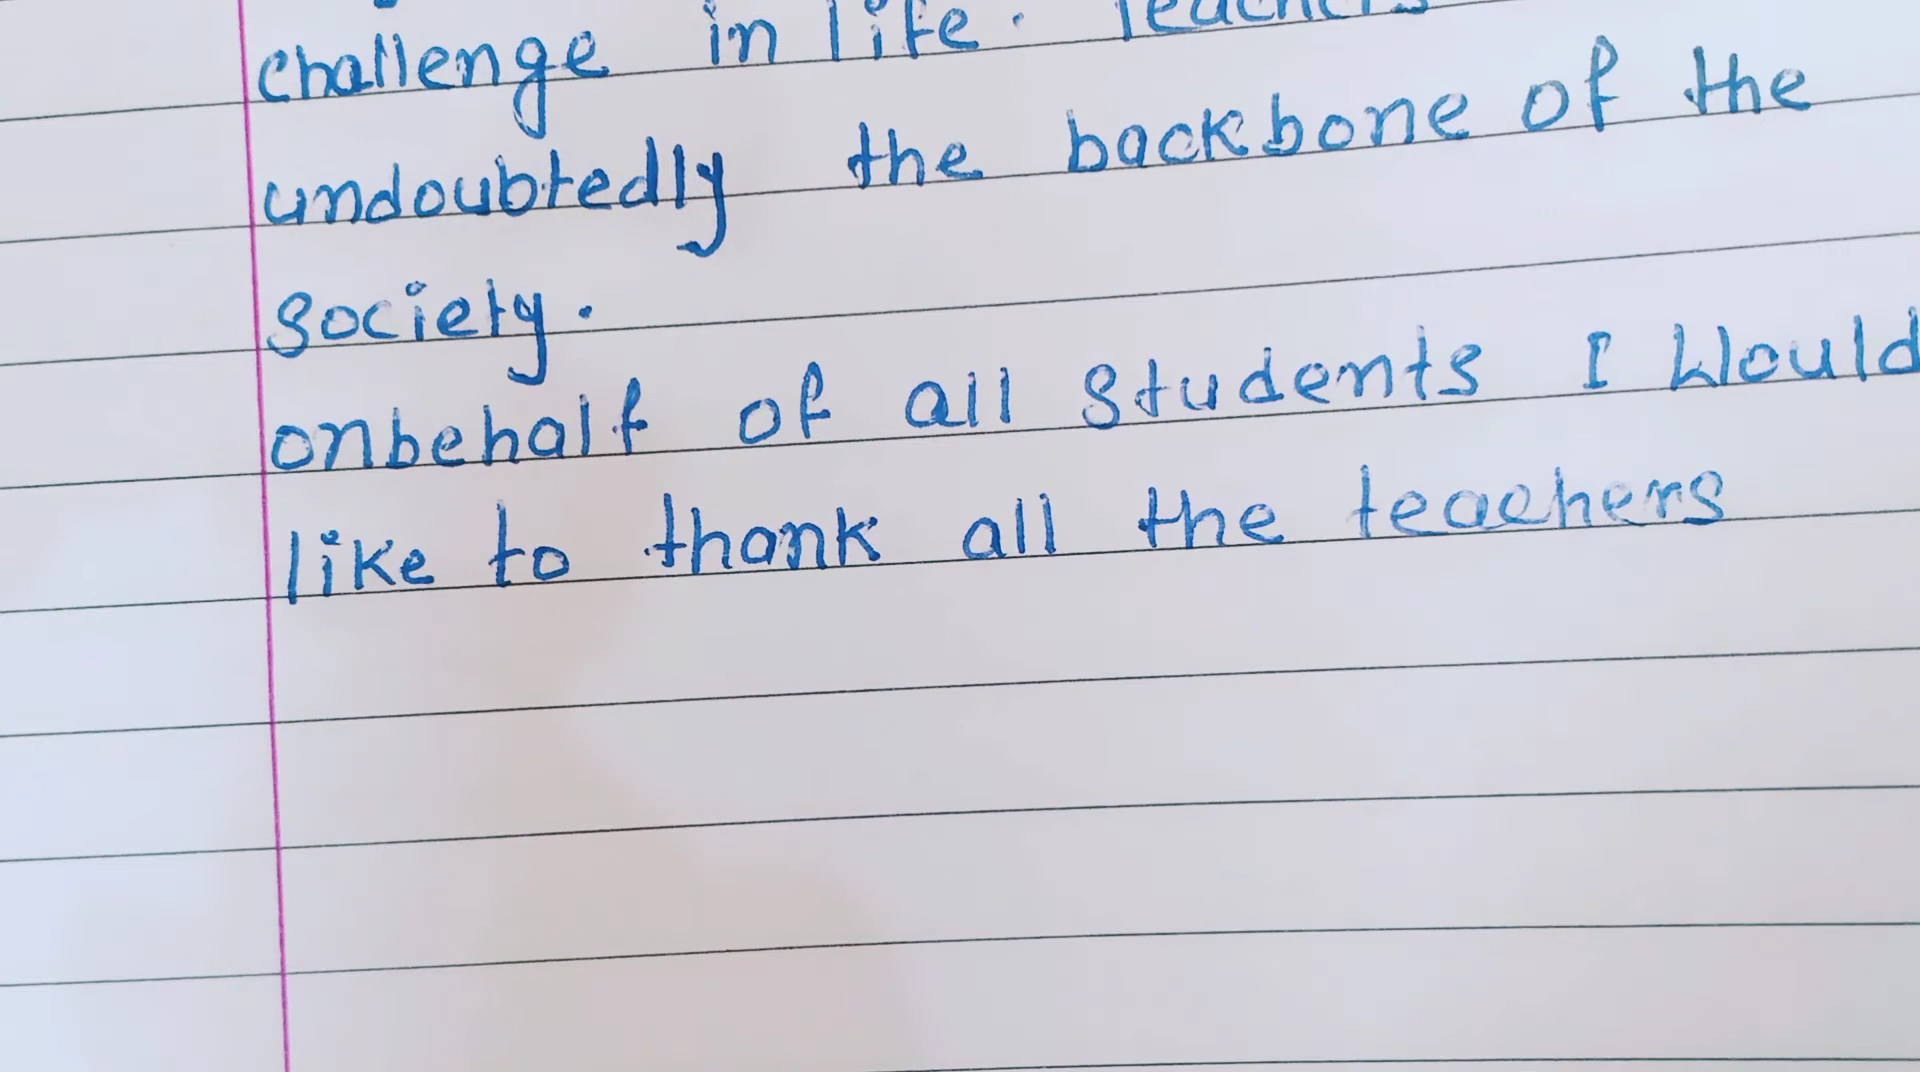 challenge in life. Teachers
undoubtedly the backbone of the
society.
onbehalf of all students I would
like to thank all the teachers